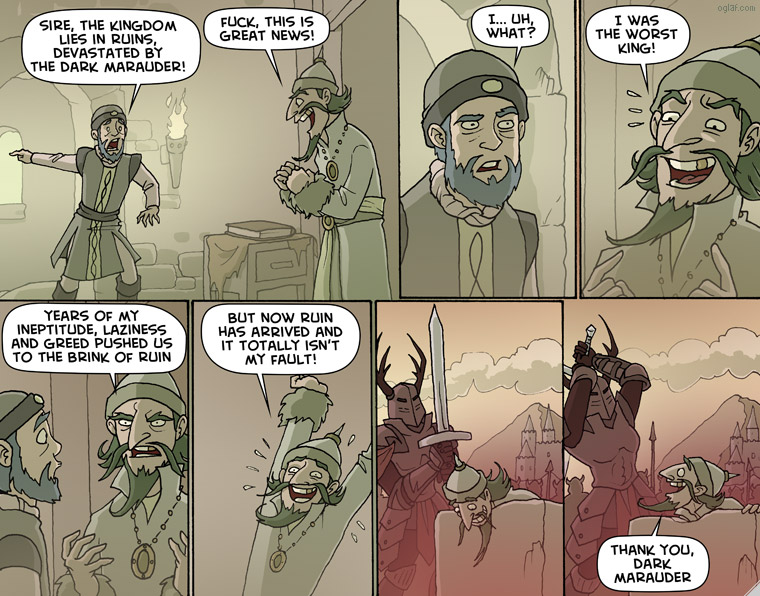 oglaf.com
SIRE, THE KINGDOM
LIES IN RUINS,
DEVASTATED BY
THE DARK MARAUDER!
FUCK, THIS IS
GREAT NEWS!
I... UH,
WHAT?
I WAS
THE WORST
KING!
YEARS OF MY
INEPTITUDE, LAZINESS
AND GREED PUSHED US
TO THE BRINK OF RUIN
BUT NOW RUIN
HAS ARRIVED AND
IT TOTALLY ISN'T
MY FAULT!
THANK YOU,
DARK
MARAUDER